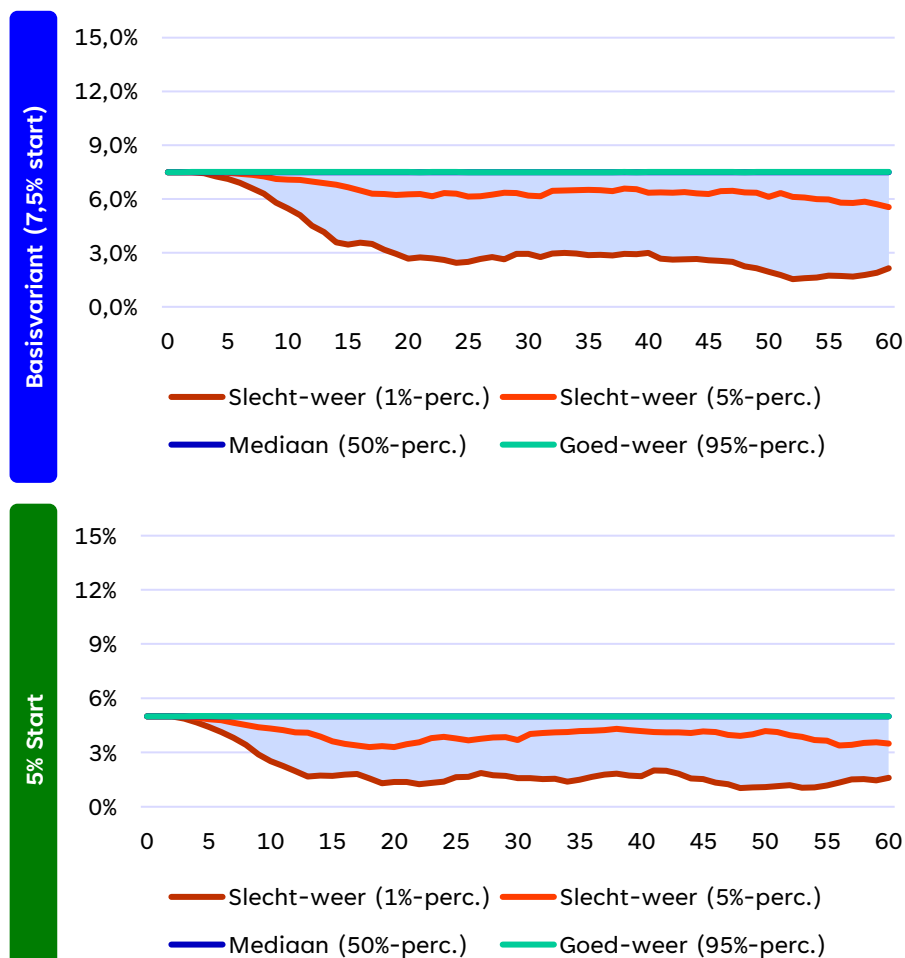 Basisvariant (7,5% start)
15,0%
12,0%
9,0%
6,0%
3,0%
0,0%
0 5 10 15 20 25 30 35 40 45 50 55 60
Slecht-weer (1%-perc.) Slecht-weer (5%-perc.)
Mediaan (50%-perc.) Goed-weer (95%-perc.)
5% Start
15%
12%
9%
6%
3%
0%
0 5 10 15 20 25 30 35 40 45 50 55 60
Slecht-weer (1%-perc.) Slecht-weer (5%-perc.)
Mediaan (50%-perc.) Goed-weer (95%-perc.)